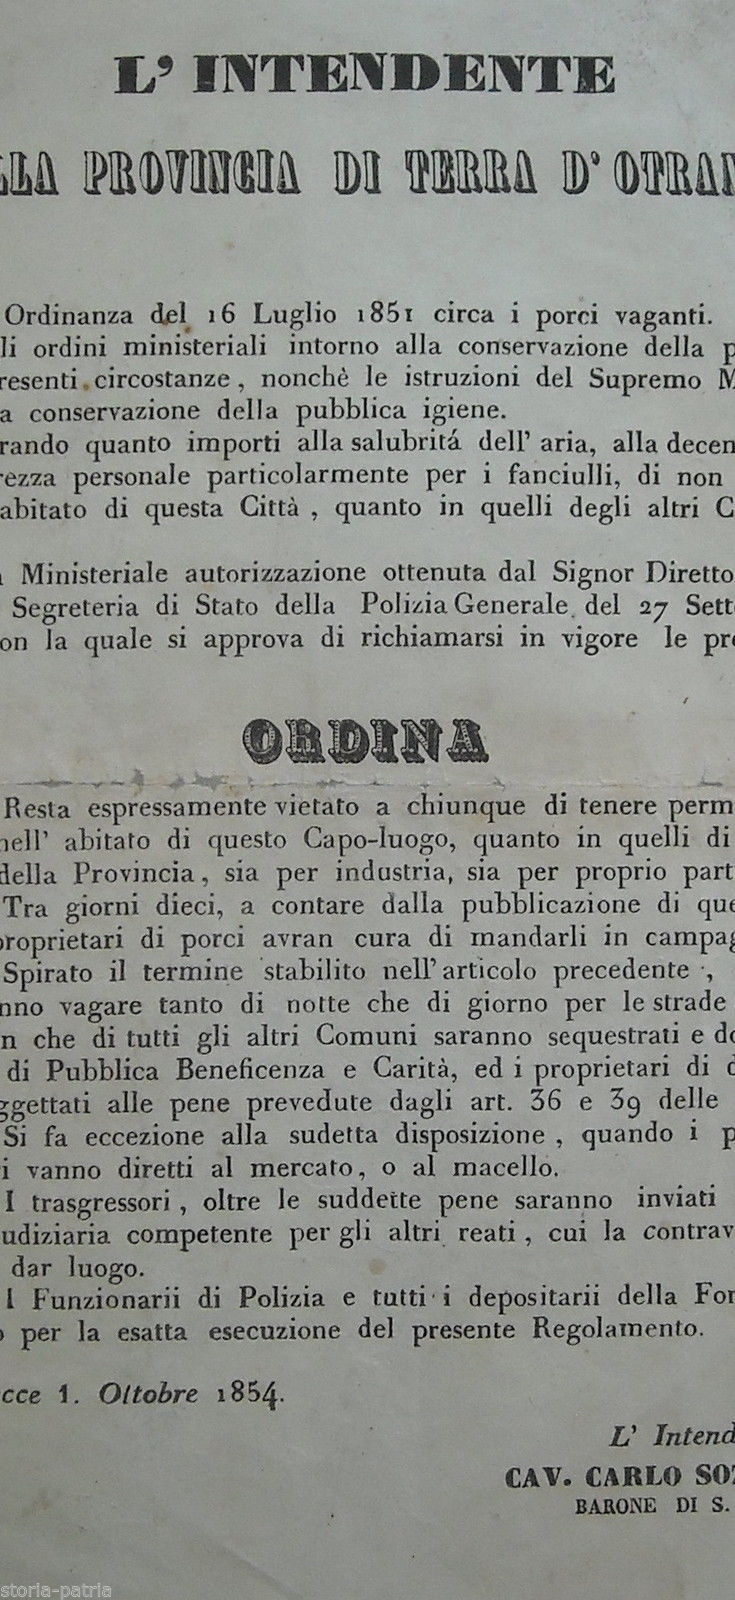 L' INTENDENTE
LLA PROVINCIA DI TERRA D' OTRAN
Ordinanza del 16 Luglio 1851 circa i porci vaganti.
li ordini ministeriali intorno alla conservazione della p
resenti circostanze, nonchè le istruzioni del Supremo M
a conservazione della pubblica igiene.
rando quanto importi alla salubritá dell' aria, alla decen
rezza personale particolarmente per i fanciulli, di non
abitato di questa Città, quanto in quelli degli altri C
Ministeriale autorizzazione ottenuta dal Signor Diretto
Segreteria di Stato della Polizia Generale del 27 Sett
on la quale si approva di richiamarsi in vigore le pre
ORDINA
Resta espressamente vietato a chiunque di tenere perm
nell' abitato di questo Capo-luogo, quanto in quelli di
della Provincia, sia per industria, sia per proprio part
Tra giorni dieci, a contare dalla pubblicazione di que
proprietari di porci avran cura di mandarli in campag
Spirato il termine stabilito nell'articolo precedente,
nno vagare tanto di notte che di giorno per le strade
n che di tutti gli altri Comuni saranno sequestrati e do
di Pubblica Beneficenza e Carità, ed i proprietari di d
ggettati alle pene prevedute dagli art. 36 e 39 delle
Si fa eccezione alla sudetta disposizione, quando i p
i vanno diretti al mercato, o al macello.
I trasgressori, oltre le suddette pene saranno inviati
udiziaria competente per gli altri reati, cui la contrav
dar luogo.
I Funzionarii di Polizia e tutti i depositarii della For
o per la esatta esecuzione del presente Regolamento.
cce 1. Ottobre 1854.
L' Intend
CAV. CARLO SOZ
BARONE DI S.
storia-patria